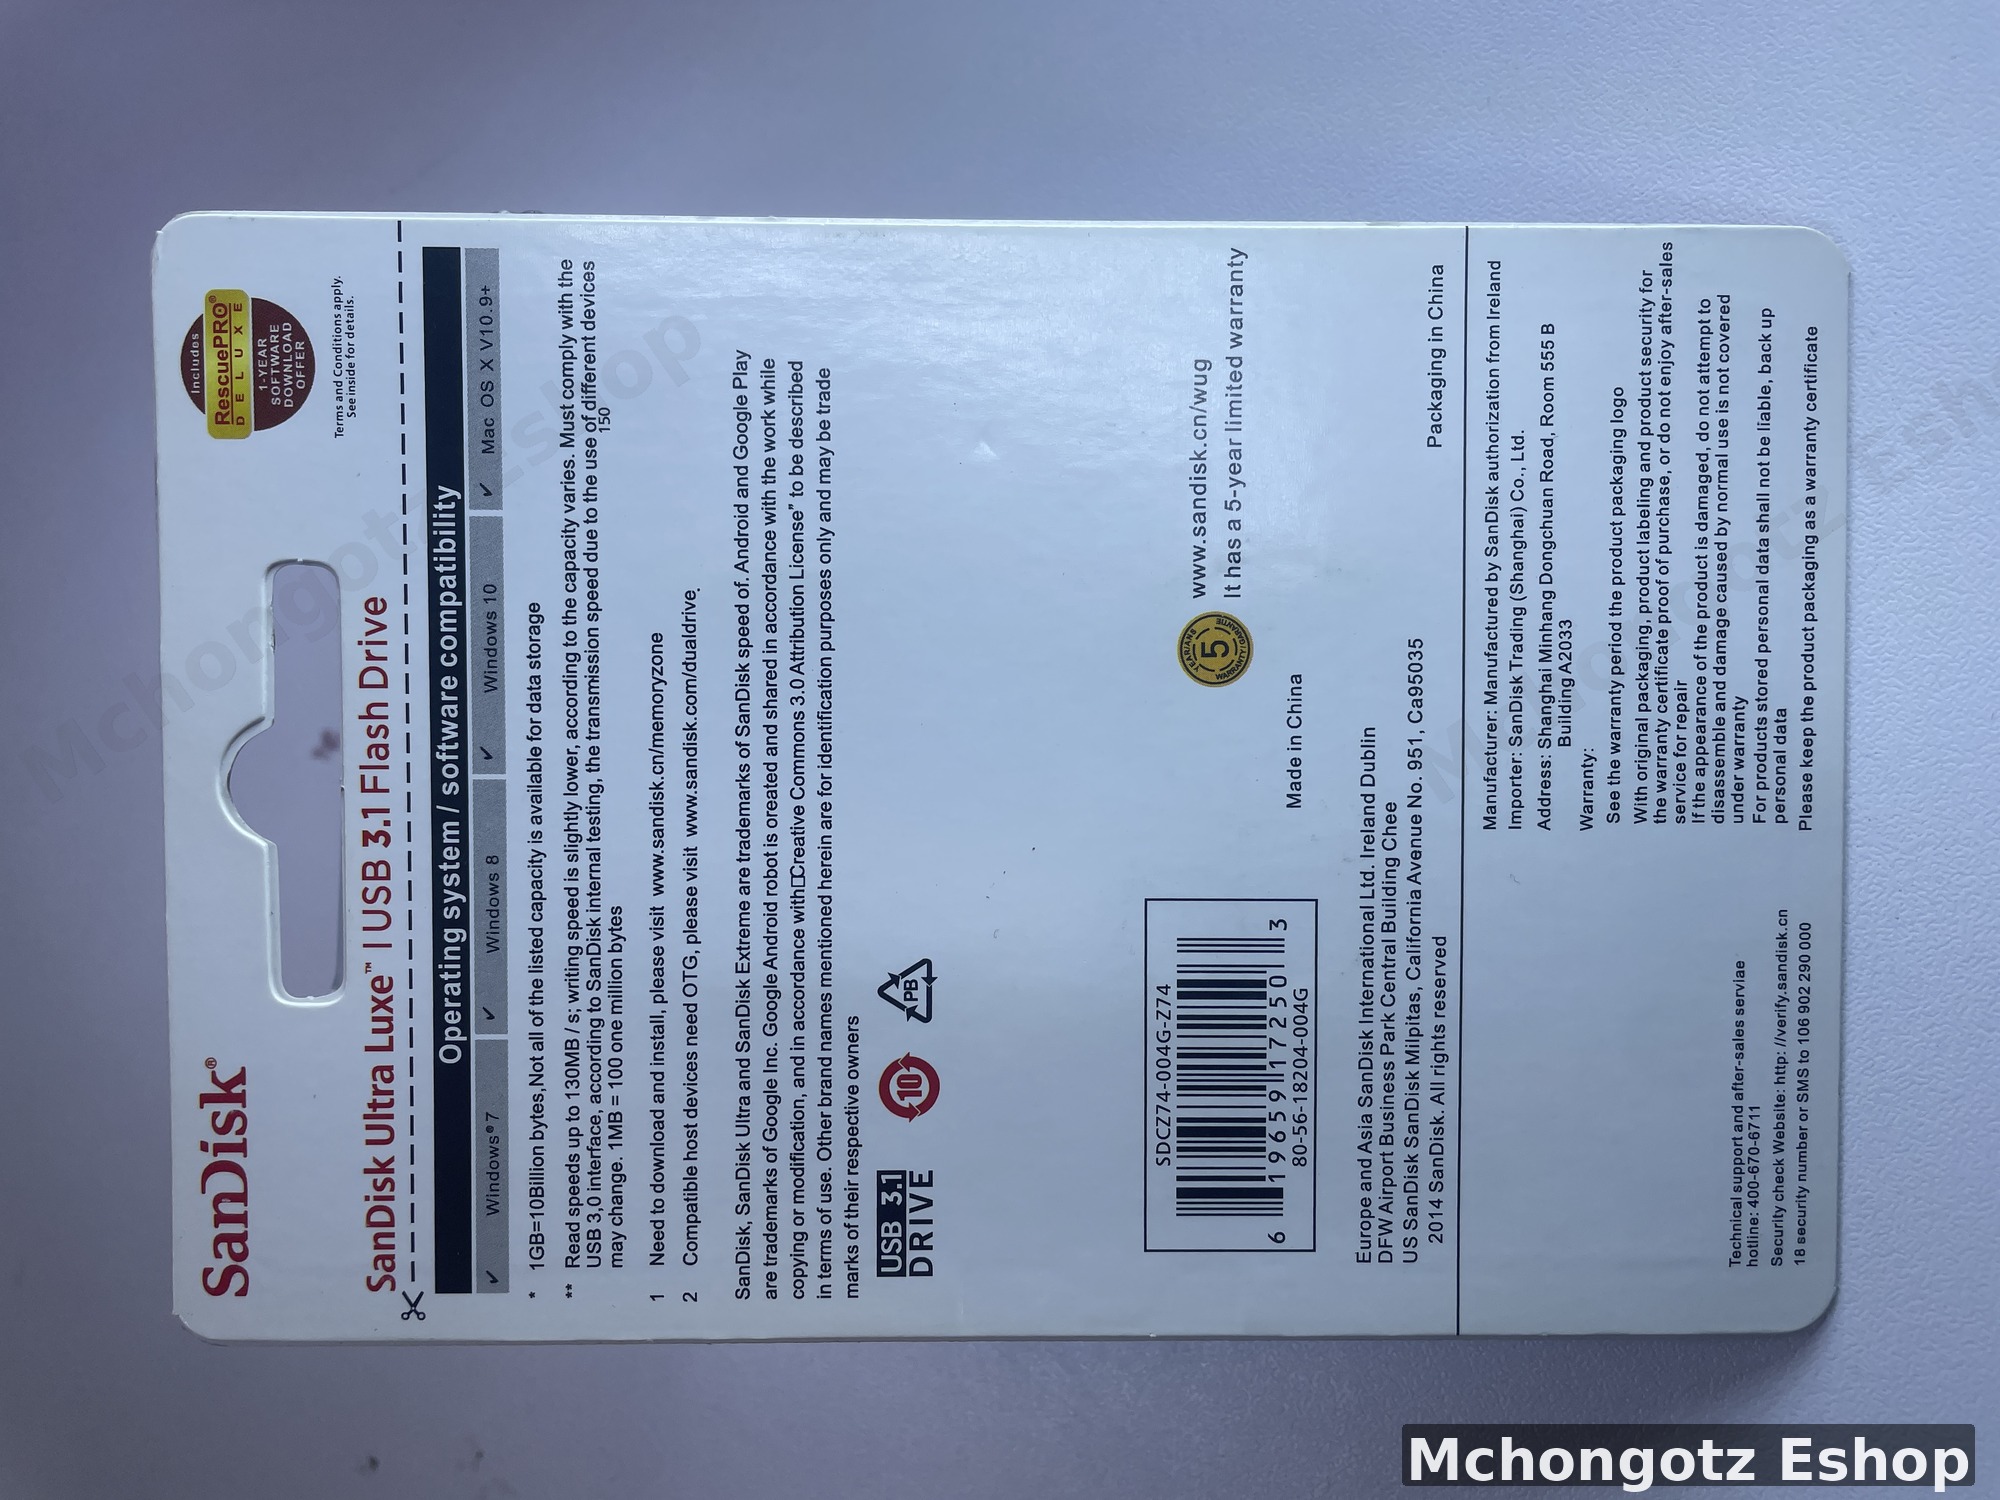 Includes
RescuePRO®
DELUXE
1-YEAR
SOFTWARE
DOWNLOAD
OFFER
Terms and Conditions apply.
See inside for details.
SanDisk®
SanDisk Ultra Luxe™ | USB 3.1 Flash Drive
Operating system / software compatibility
✓ Windows®7 ✓ Windows 8 ✓ Windows 10 ✓ Mac OS X V10.9+
* 1GB=10Billion bytes,Not all of the listed capacity is available for data storage
** Read speeds up to 130MB / s; writing speed is slightly lower, according to the capacity varies. Must comply with the
USB 3,0 interface, according to SanDisk internal testing, the transmission speed due to the use of different devices
150
may change. 1MB = 100 one million bytes
1 Need to download and install, please visit www.sandisk.cn/memoryzone
2 Compatible host devices need OTG, please visit www.sandisk.com/dualdrive.
SanDisk, SanDisk Ultra and SanDisk Extreme are trademarks of SanDisk speed of. Android and Google Play
are trademarks of Google Inc. Google Android robot is oreated and shared in accordance with the work while
copying or modification, and in accordance with□Creative Commons 3.0 Attribution License" to be described
in terms of use. Other brand names mentioned herein are for identification purposes only and may be trade
marks of their respective owners
USB 3.1
DRIVE
10
PB
SDCZ74-004G-Z74
6 19659 17250 3
80-56-18204-004G
5
www.sandisk.cn/wug
It has a 5-year limited warranty
Made in China
Europe and Asia SanDisk International Ltd. Ireland Dublin
DFW Airport Business Park Central Building Chee
US SanDisk SanDisk Milpitas, California Avenue No. 951, Ca95035
2014 SanDisk. All rights reserved
Packaging in China
Manufacturer: Manufactured by SanDisk authorization from Ireland
Importer: SanDisk Trading (Shanghai) Co., Ltd.
Address: Shanghai Minhang Dongchuan Road, Room 555 B
Building A2033
Warranty:
See the warranty period the product packaging logo
With original packaging, product labeling and product security for
the warranty certificate proof of purchase, or do not enjoy after-sales
service for repair
If the appearance of the product is damaged, do not attempt to
disassemble and damage caused by normal use is not covered
under warranty
For products stored personal data shall not be liable, back up
personal data
Please keep the product packaging as a warranty certificate
Technical support and after-sales serviae
hotline: 400-670-6711
Security check Website: http: //verify.sandisk.cn
18 security number or SMS to 106 902 290 000
Mchongotz Eshop
Mchongotz Eshop
Mchongotz